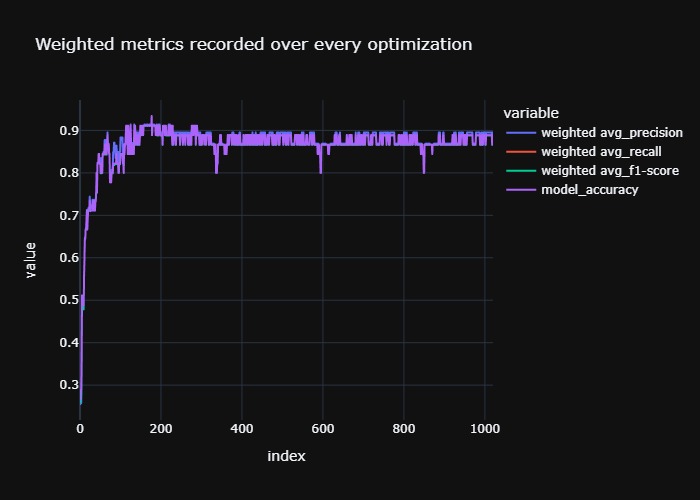 Weighted metrics recorded over every optimization
variable
weighted avg_precision
weighted avg_recall
weighted avg_f1-score
model_accuracy
value
0.9
0.8
0.7
0.6
0.5
0.4
0.3
0 200 400 600 800 1000
index